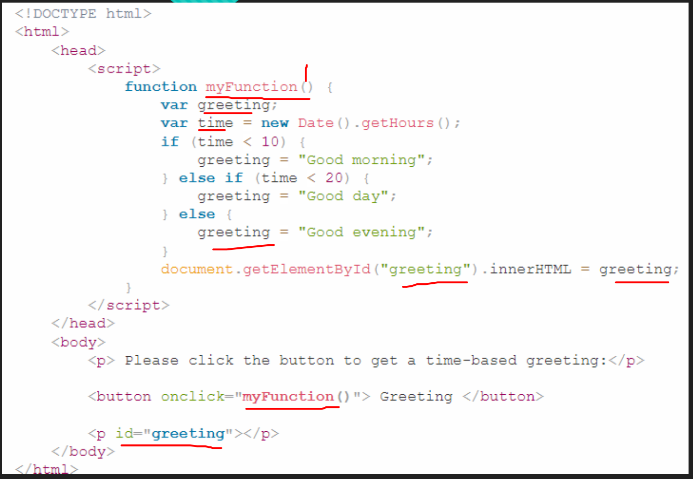 <!DOCTYPE html>
<html>
<head>
<script>
function myFunction() {
var greeting;
var time = new Date().getHours();
if (time < 10) {
greeting = "Good morning";
} else if (time < 20) {
greeting = "Good day";
} else {
greeting = "Good evening";
}
document.getElementById("greeting").innerHTML = greeting;
}
</script>
</head>
<body>
<p> Please click the button to get a time-based greeting:</p>
<button onclick="myFunction()"> Greeting </button>
<p id="greeting"></p>
</body>
</html>